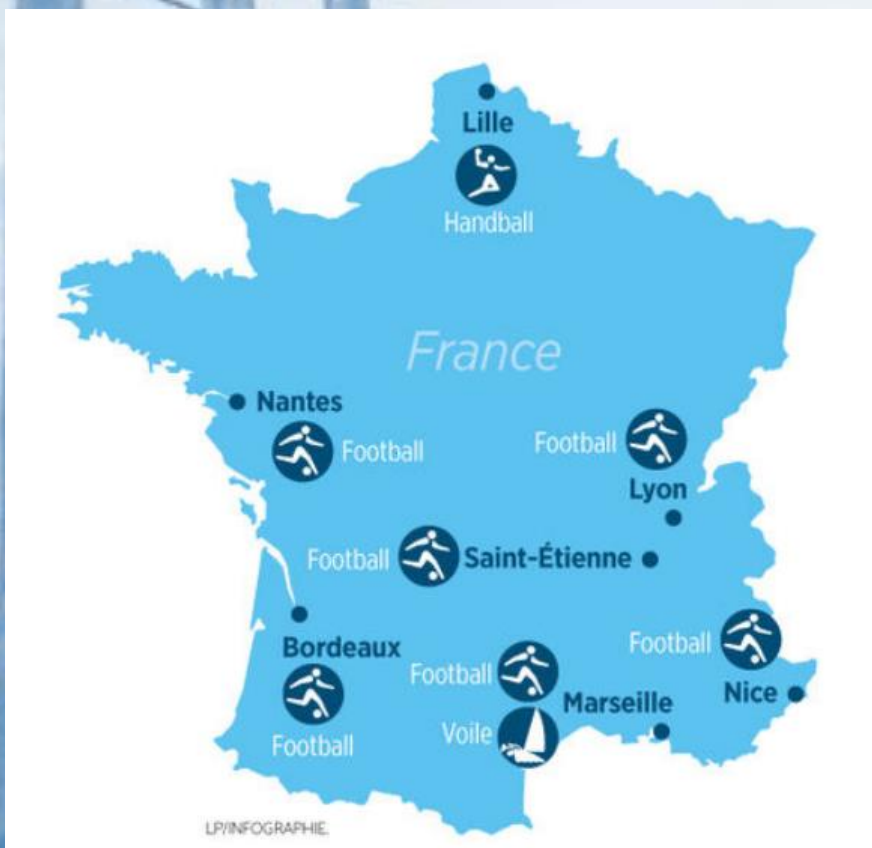 Lille
Handball
France
Nantes
Football
Football
Lyon
Football
Saint-Étienne
Bordeaux
Football
Football
Marseille
Voile
Football
Nice
LP/INFOGRAPHIE.